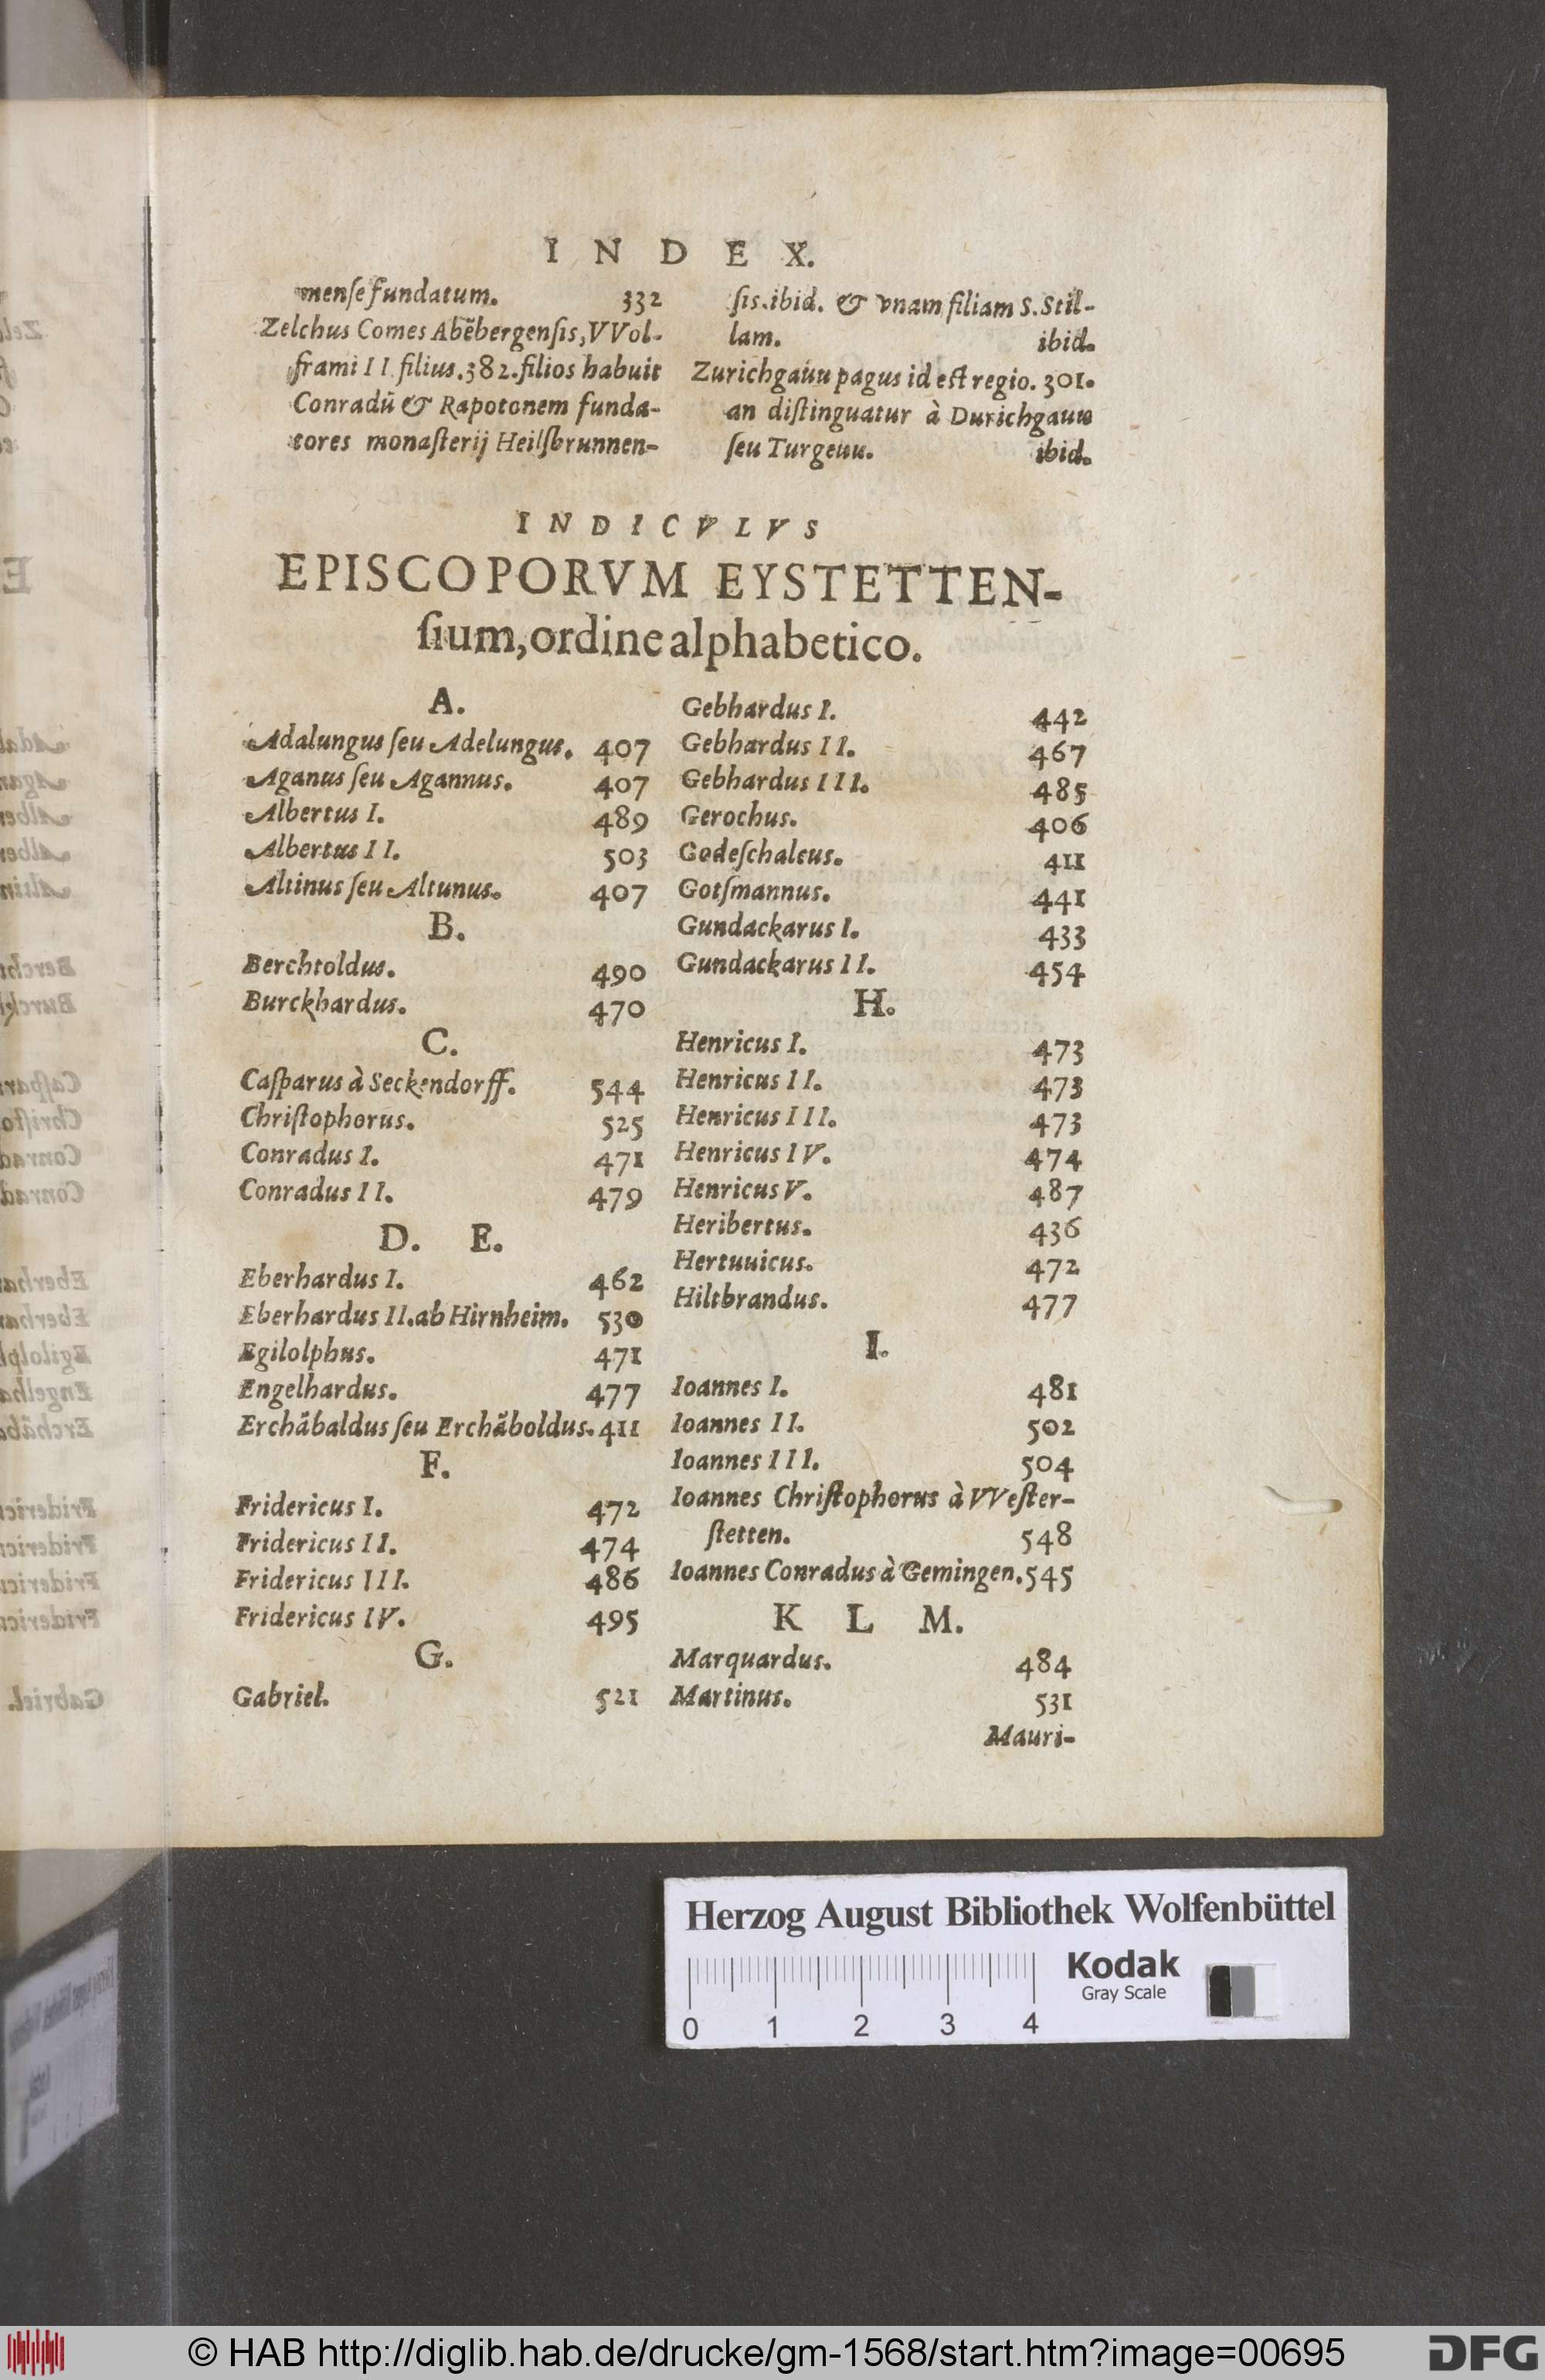 INDEX.
menſe fundatum. 332
Zelchus Comes Abēbergenſis, VVol-
frami II. filius. 382. filios habuit
Conradū & Rapotonem funda-
tores monaſterij Heilſbrunnen-
ſis. ibid. & vnam filiam S. Stil-
lam. ibid.
Zurichgauu pagus id est regio. 301.
an diſtinguatur à Durichgauu
ſeu Turgeuu. ibid.
INDICVLVS
EPISCOPORVM EYSTETTEN-
ſium, ordine alphabetico.
A.
Adalungus ſeu Adelungus. 407
Aganus ſeu Agannus. 407
Albertus I. 489
Albertus II. 503
Altinus ſeu Altunus. 407
B.
Berchtoldus. 490
Burckhardus. 470
C.
Caſparus à Seckendorff. 544
Chriſtophorus. 525
Conradus I. 471
Conradus II. 479
D. E.
Eberhardus I. 462
Eberhardus II. ab Hirnheim. 530
Egilolphus. 471
Engelhardus. 477
Erchābaldus ſeu Erchāboldus. 411
F.
Fridericus I. 472
Fridericus II. 474
Fridericus III. 486
Fridericus IV. 495
G.
Gabriel. 521
Gebhardus I. 442
Gebhardus II. 467
Gebhardus III. 485
Gerochus. 406
Godeſchalcus. 411
Gotſmannus. 441
Gundackarus I. 433
Gundackarus II. 454
H.
Henricus I. 473
Henricus II. 473
Henricus III. 473
Henricus IV. 474
Henricus V. 487
Heribertus. 436
Hertuuicus. 472
Hiltbrandus. 477
I.
Ioannes I. 481
Ioannes II. 502
Ioannes III. 504
Ioannes Chriſtophorus à VVeſter-
ſtetten. 548
Ioannes Conradus à Gemingen. 545
K L M.
Marquardus. 484
Martinus. 531
Mauri-
Herzog August Bibliothek Wolfenbüttel
Kodak
Gray Scale
0 1 2 3 4
© HAB http://diglib.hab.de/drucke/gm-1568/start.htm?image=00695
DFG